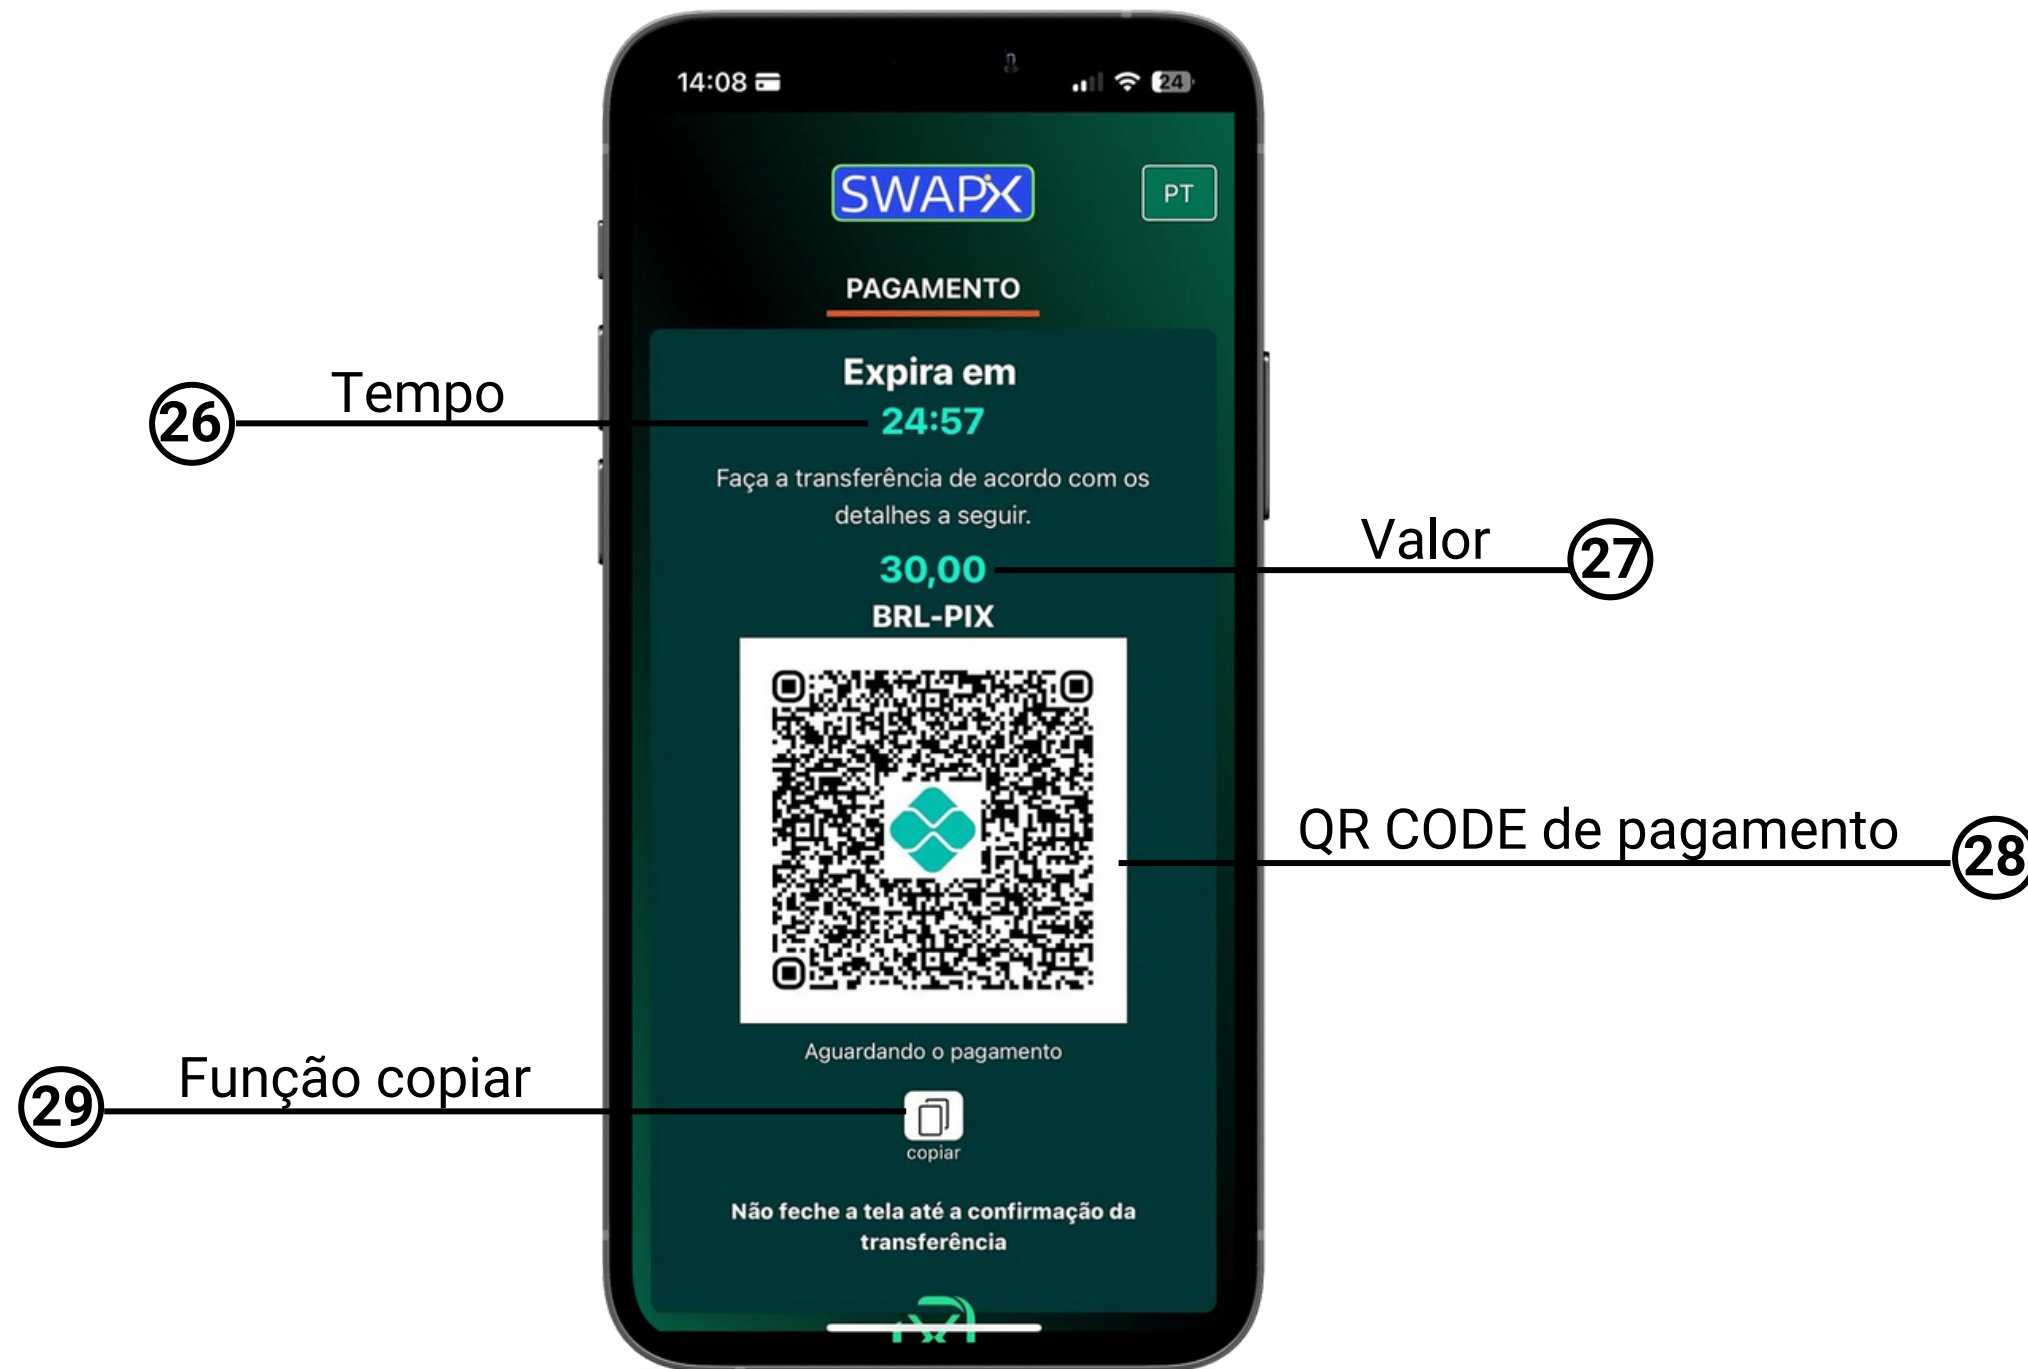 14:08
24
SWAPX
PT
PAGAMENTO
Expira em
26
Tempo
24:57
Faça a transferência de acordo com os
detalhes a seguir.
Valor
27
30,00
BRL-PIX
QR CODE de pagamento
28
Aguardando o pagamento
29
Função copiar
copiar
Não feche a tela até a confirmação da
transferência